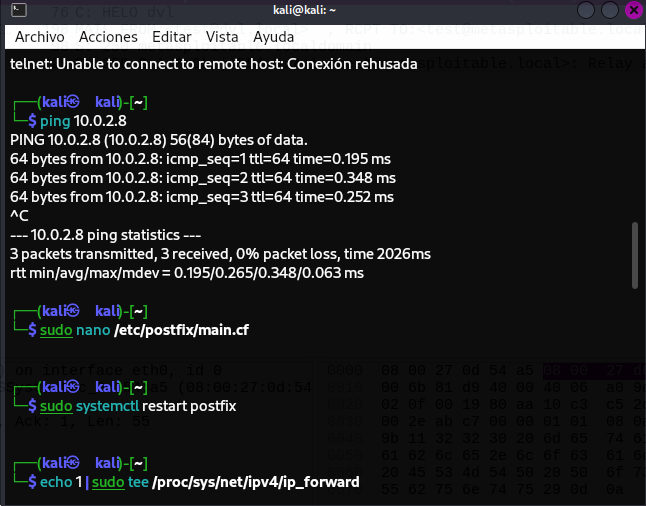 kali@kali: ~
Archivo Acciones Editar Vista Ayuda
telnet: Unable to connect to remote host: Conexión rehusada
┌──(kali㉿kali)-[~]
└─$ ping 10.0.2.8
PING 10.0.2.8 (10.0.2.8) 56(84) bytes of data.
64 bytes from 10.0.2.8: icmp_seq=1 ttl=64 time=0.195 ms
64 bytes from 10.0.2.8: icmp_seq=2 ttl=64 time=0.348 ms
64 bytes from 10.0.2.8: icmp_seq=3 ttl=64 time=0.252 ms
^C
--- 10.0.2.8 ping statistics ---
3 packets transmitted, 3 received, 0% packet loss, time 2026ms
rtt min/avg/max/mdev = 0.195/0.265/0.348/0.063 ms
┌──(kali㉿kali)-[~]
└─$ sudo nano /etc/postfix/main.cf
┌──(kali㉿kali)-[~]
└─$ sudo systemctl restart postfix
┌──(kali㉿kali)-[~]
└─$ echo 1 | sudo tee /proc/sys/net/ipv4/ip_forward